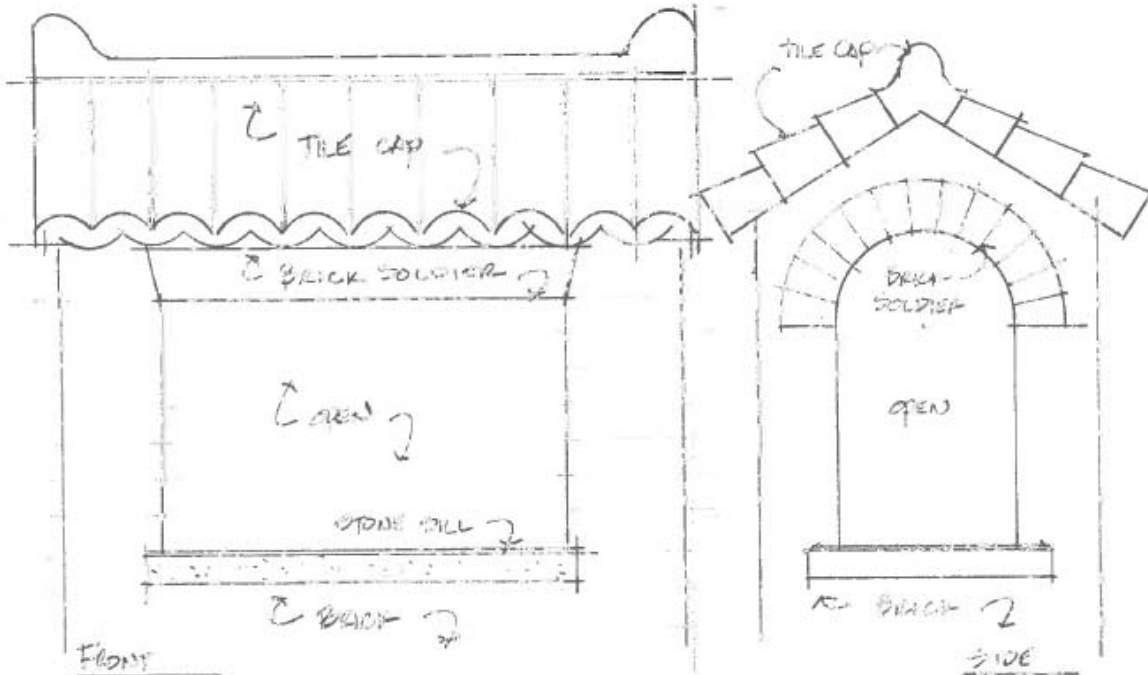 TILE CAP
BRICK SOLDIER
OPEN
STONE SILL
BRICK
FRONT
TILE CAP
BRICK
SOLDIER
OPEN
BRICK
SIDE